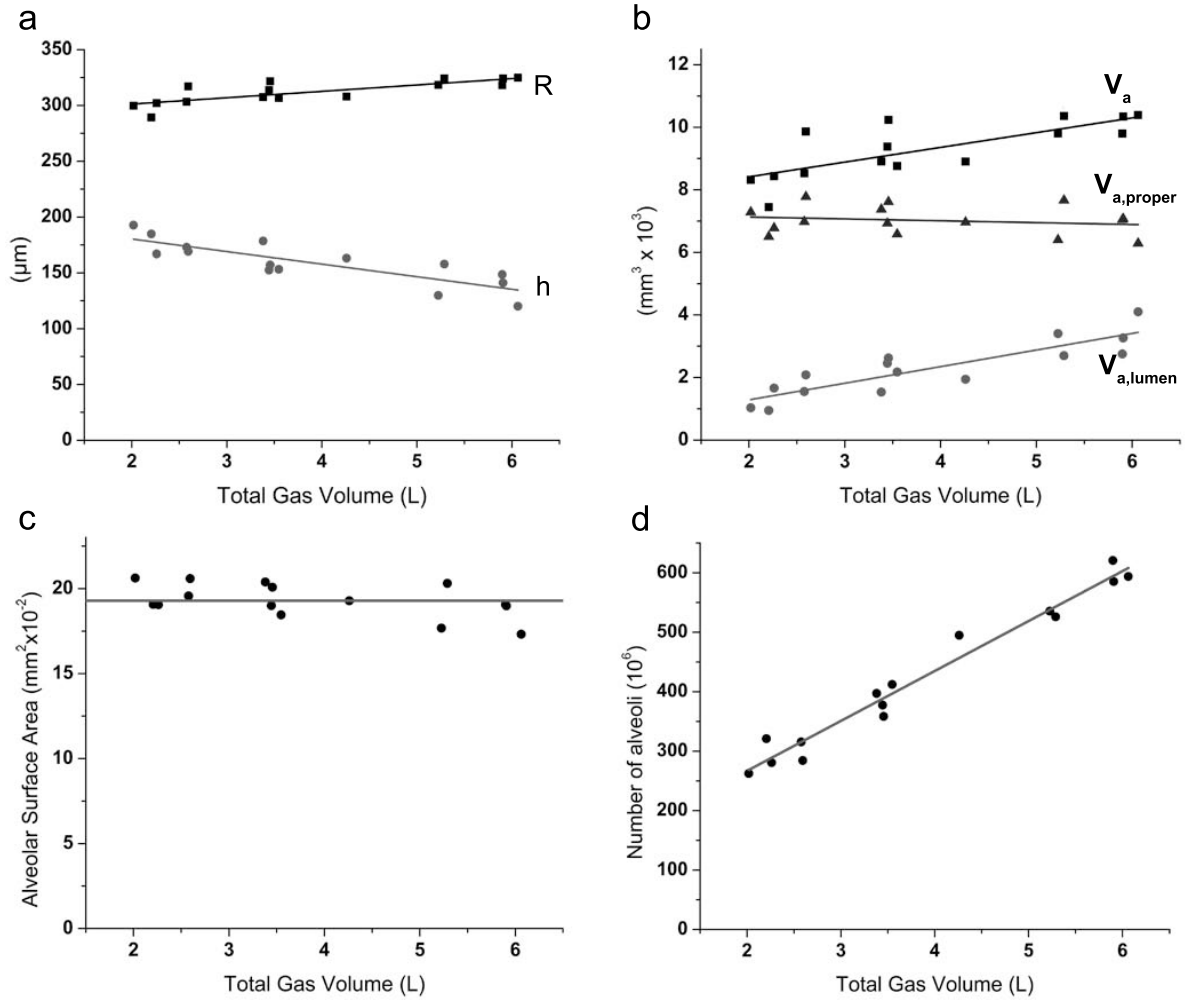 a
350
300
250
200
150
100
50
0
(μm)
R
h
2 3 4 5 6
Total Gas Volume (L)
b
12
10
8
6
4
2
0
(mm³ x 10³)
Va
Va,proper
Va,lumen
2 3 4 5 6
Total Gas Volume (L)
c
20
15
10
5
0
Alveolar Surface Area (mm²x10⁻²)
2 3 4 5 6
Total Gas Volume (L)
d
600
500
400
300
200
100
0
Number of alveoli (10⁶)
2 3 4 5 6
Total Gas Volume (L)